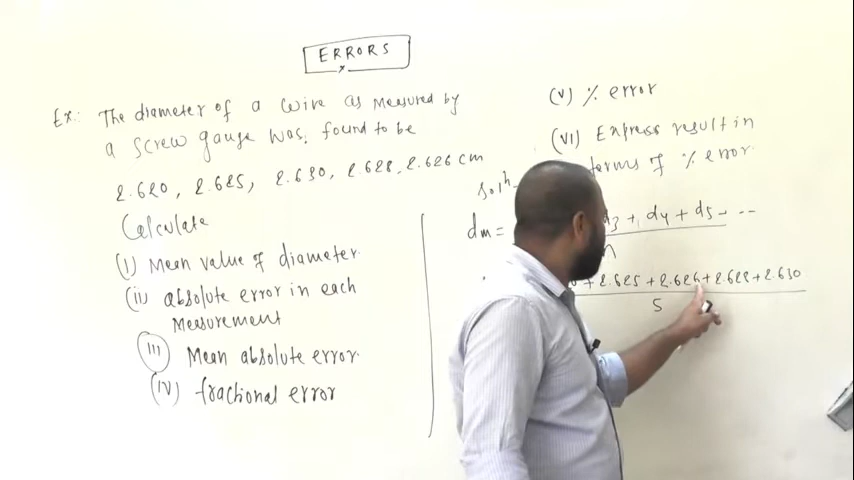 ERRORS
Ex: The diameter of a wire as measured by
a screw gauge was, found to be
2.620, 2.625, 2.630, 2.628, 2.626 cm
Calculate
(I) Mean value of diameter.
(II) absolute error in each
Measurement
(III) Mean absolute error.
(IV) fractional error
(V) % error
(VI) Express result in
terms of % error.
Solⁿ
dm = d3 + d4 + d5 - --
n
+ 2.625 + 2.626 + 2.628 + 2.630
5